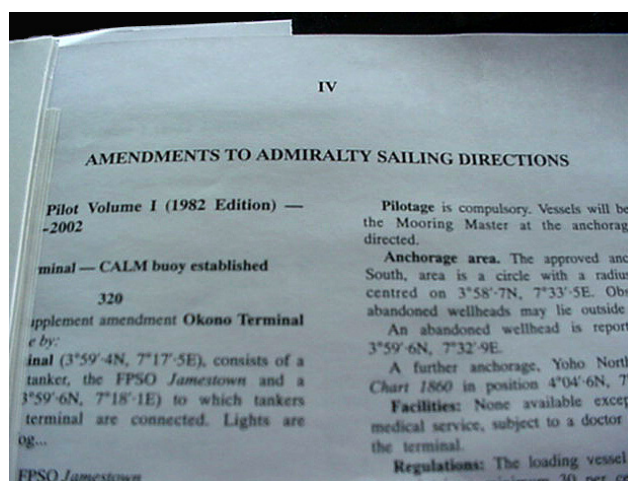 IV
AMENDMENTS TO ADMIRALTY SAILING DIRECTIONS
Pilot Volume I (1982 Edition) —
-2002
minal — CALM buoy established
320
upplement amendment Okono Terminal
e by:
inal (3°59'·4N, 7°17'·5E), consists of a
tanker, the FPSO Jamestown and a
3°59'·6N, 7°18'·1E) to which tankers
terminal are connected. Lights are
og...
FPSO Jamestown
Pilotage is compulsory. Vessels will be
the Mooring Master at the anchorag
directed.
Anchorage area. The approved anc
South, area is a circle with a radius
centred on 3°58'·7N, 7°33'·5E. Obs
abandoned wellheads may lie outside
An abandoned wellhead is report
3°59'·6N, 7°32'·9E.
A further anchorage, Yoho North
Chart 1860 in position 4°04'·6N, 7°
Facilities: None available excep
medical service, subject to a doctor
the terminal.
Regulations: The loading vessel
minimum 30 per ce